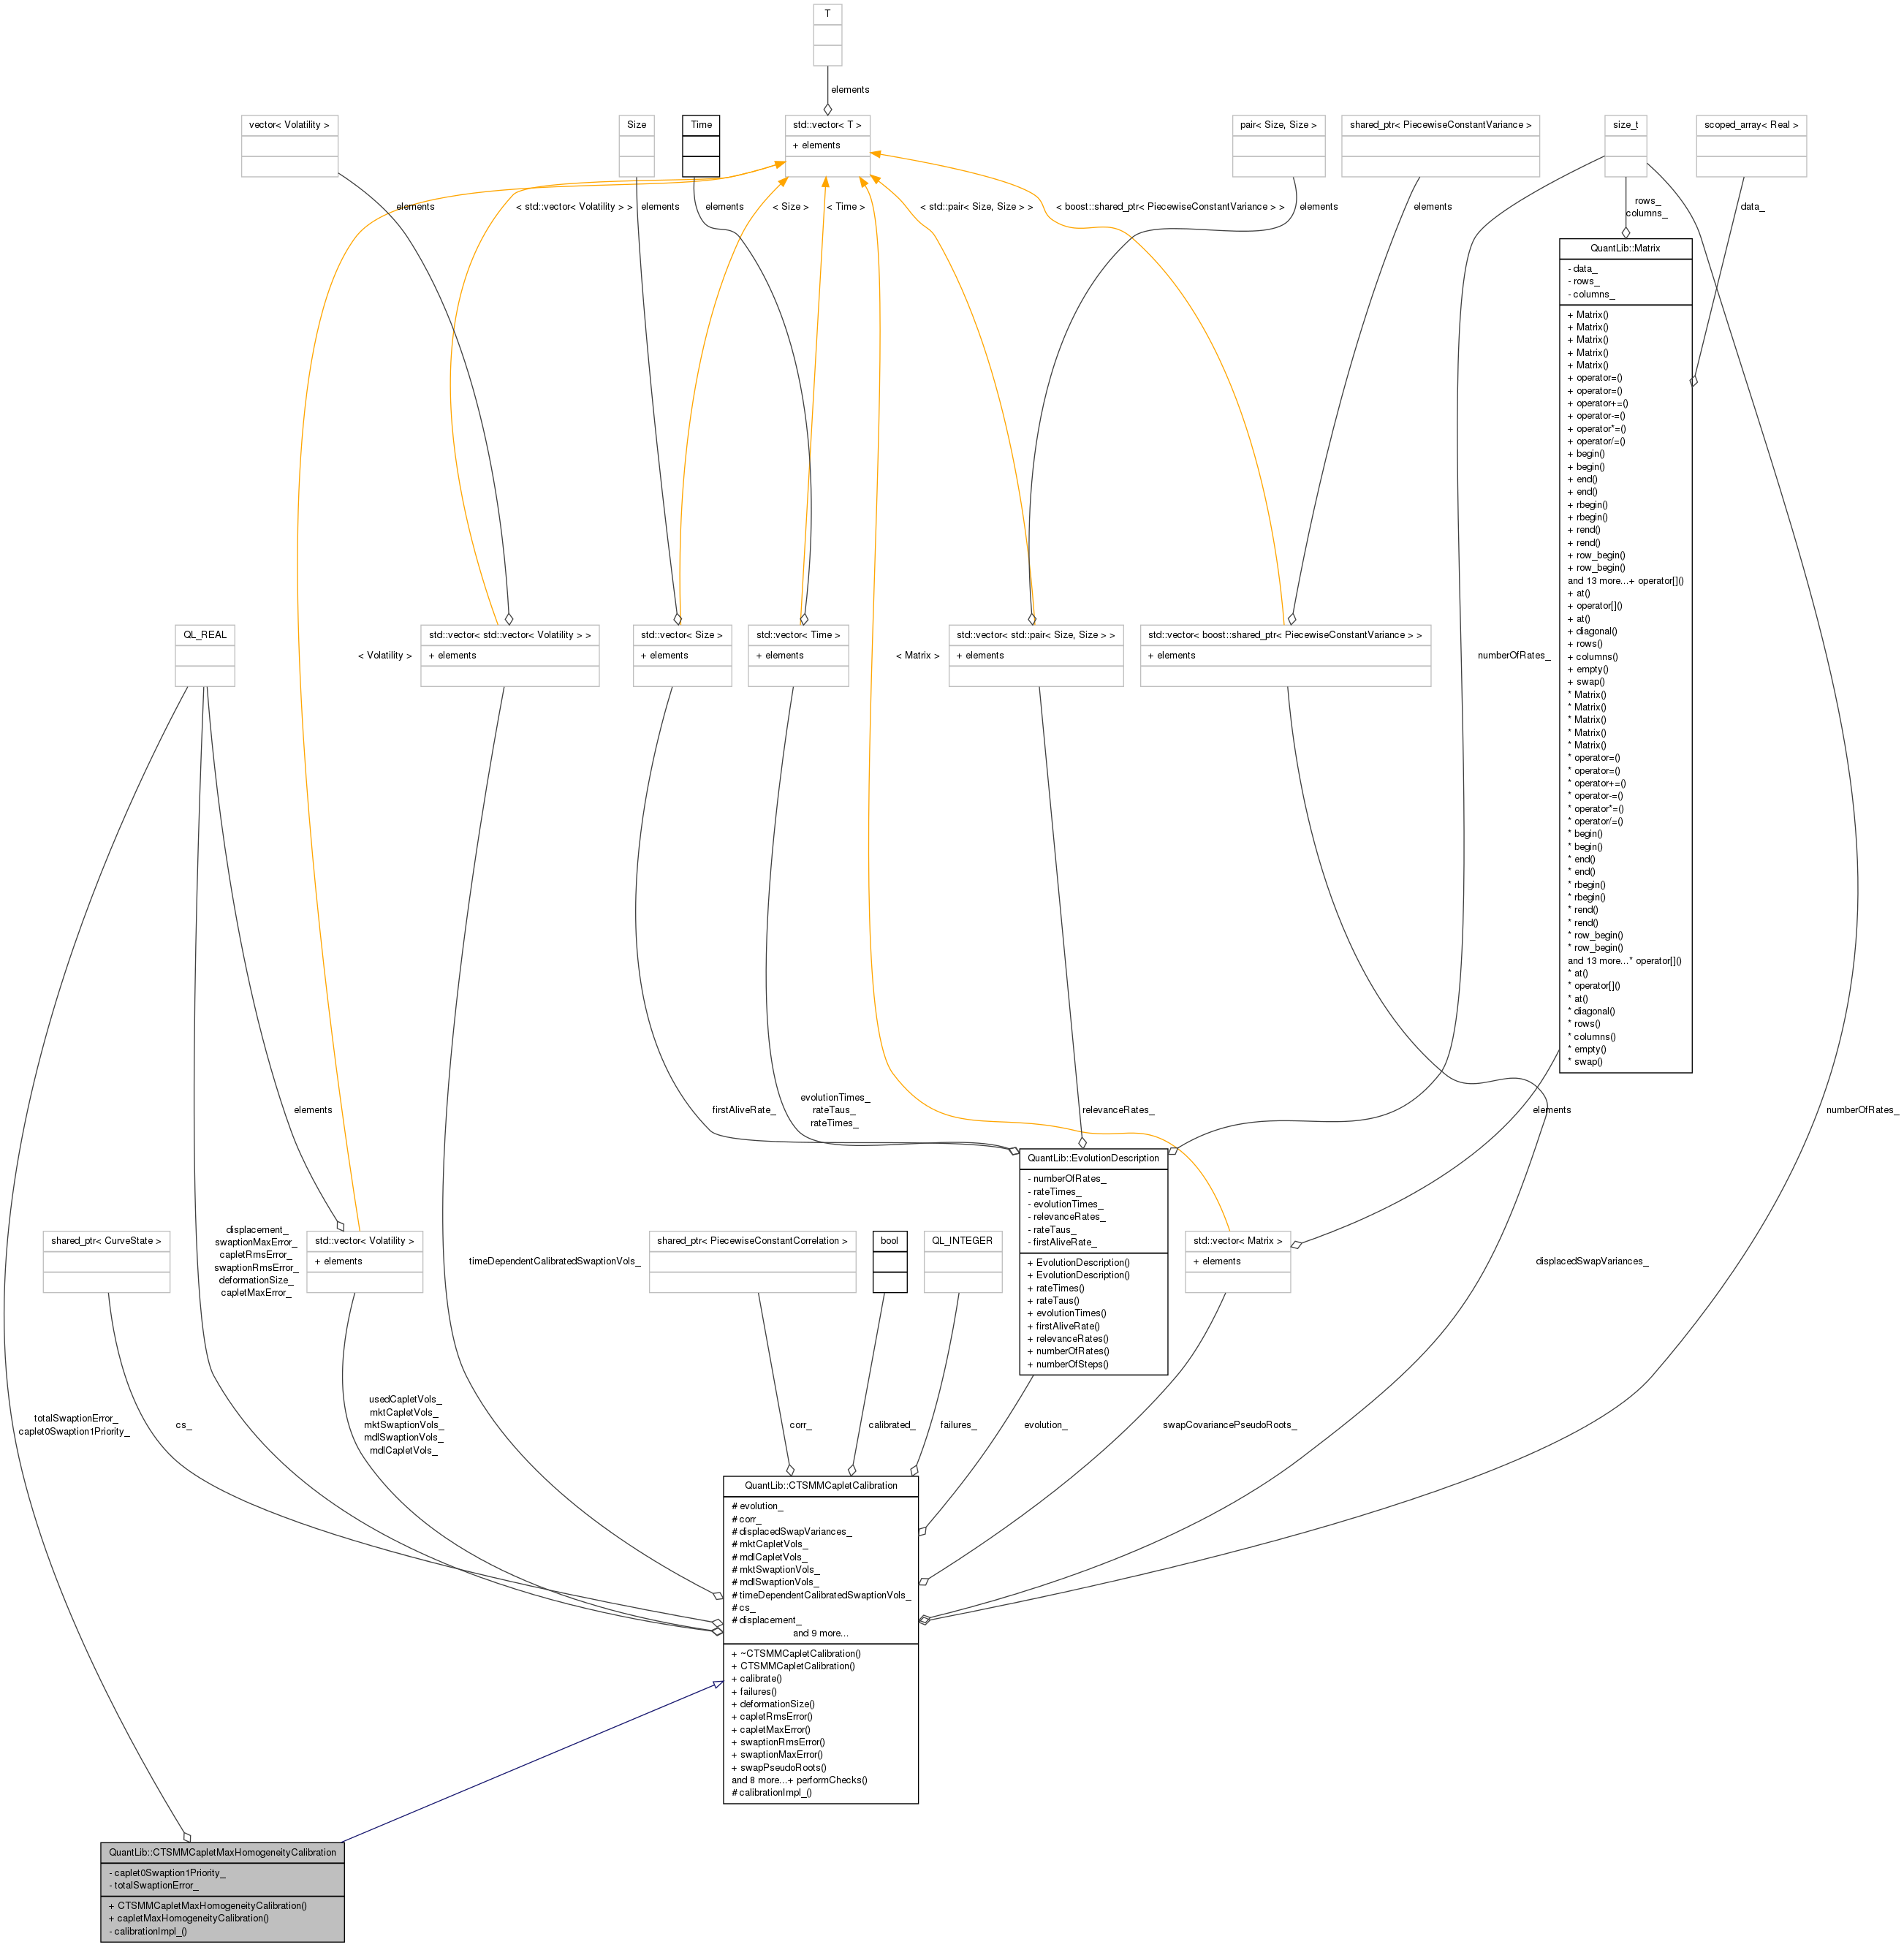 T
elements
vector< Volatility >
Size
Time
std::vector< T >
+ elements
pair< Size, Size >
shared_ptr< PiecewiseConstantVariance >
size_t
scoped_array< Real >
elements
< std::vector< Volatility > >
elements
elements
< Size >
< Time >
< std::pair< Size, Size > >
< boost::shared_ptr< PiecewiseConstantVariance > >
elements
elements
rows_
columns_
data_
QuantLib::Matrix
- data_
- rows_
- columns_
+ Matrix()
+ Matrix()
+ Matrix()
+ Matrix()
+ Matrix()
+ operator=()
+ operator=()
+ operator+=()
+ operator-=()
+ operator*=()
+ operator/=()
+ begin()
+ begin()
+ end()
+ end()
+ rbegin()
+ rbegin()
+ rend()
+ rend()
+ row_begin()
+ row_begin()
and 13 more...+ operator[]()
+ at()
+ operator[]()
+ at()
+ diagonal()
+ rows()
+ columns()
+ empty()
+ swap()
* Matrix()
* Matrix()
* Matrix()
* Matrix()
* Matrix()
* operator=()
* operator=()
* operator+=()
* operator-=()
* operator*=()
* operator/=()
* begin()
* begin()
* end()
* end()
* rbegin()
* rbegin()
* rend()
* rend()
* row_begin()
* row_begin()
and 13 more...* operator[]()
* at()
* operator[]()
* at()
* diagonal()
* rows()
* columns()
* empty()
* swap()
QL_REAL
< Volatility >
std::vector< std::vector< Volatility > >
+ elements
std::vector< Size >
+ elements
std::vector< Time >
+ elements
< Matrix >
std::vector< std::pair< Size, Size > >
+ elements
std::vector< boost::shared_ptr< PiecewiseConstantVariance > >
+ elements
numberOfRates_
elements
firstAliveRate_
evolutionTimes_
rateTaus_
rateTimes_
relevanceRates_
elements
numberOfRates_
QuantLib::EvolutionDescription
- numberOfRates_
- rateTimes_
- evolutionTimes_
- relevanceRates_
- rateTaus_
- firstAliveRate_
+ EvolutionDescription()
+ EvolutionDescription()
+ rateTimes()
+ rateTaus()
+ evolutionTimes()
+ firstAliveRate()
+ relevanceRates()
+ numberOfRates()
+ numberOfSteps()
shared_ptr< CurveState >
displacement_
swaptionMaxError_
capletRmsError_
swaptionRmsError_
deformationSize_
capletMaxError_
std::vector< Volatility >
+ elements
timeDependentCalibratedSwaptionVols_
shared_ptr< PiecewiseConstantCorrelation >
bool
QL_INTEGER
std::vector< Matrix >
+ elements
displacedSwapVariances_
totalSwaptionError_
caplet0Swaption1Priority_
cs_
usedCapletVols_
mktCapletVols_
mktSwaptionVols_
mdlSwaptionVols_
mdlCapletVols_
corr_
calibrated_
failures_
evolution_
swapCovariancePseudoRoots_
QuantLib::CTSMMCapletCalibration
# evolution_
# corr_
# displacedSwapVariances_
# mktCapletVols_
# mdlCapletVols_
# mktSwaptionVols_
# mdlSwaptionVols_
# timeDependentCalibratedSwaptionVols_
# cs_
# displacement_
and 9 more...
+ ~CTSMMCapletCalibration()
+ CTSMMCapletCalibration()
+ calibrate()
+ failures()
+ deformationSize()
+ capletRmsError()
+ capletMaxError()
+ swaptionRmsError()
+ swaptionMaxError()
+ swapPseudoRoots()
and 8 more...+ performChecks()
# calibrationImpl_()
QuantLib::CTSMMCapletMaxHomogeneityCalibration
- caplet0Swaption1Priority_
- totalSwaptionError_
+ CTSMMCapletMaxHomogeneityCalibration()
+ capletMaxHomogeneityCalibration()
- calibrationImpl_()